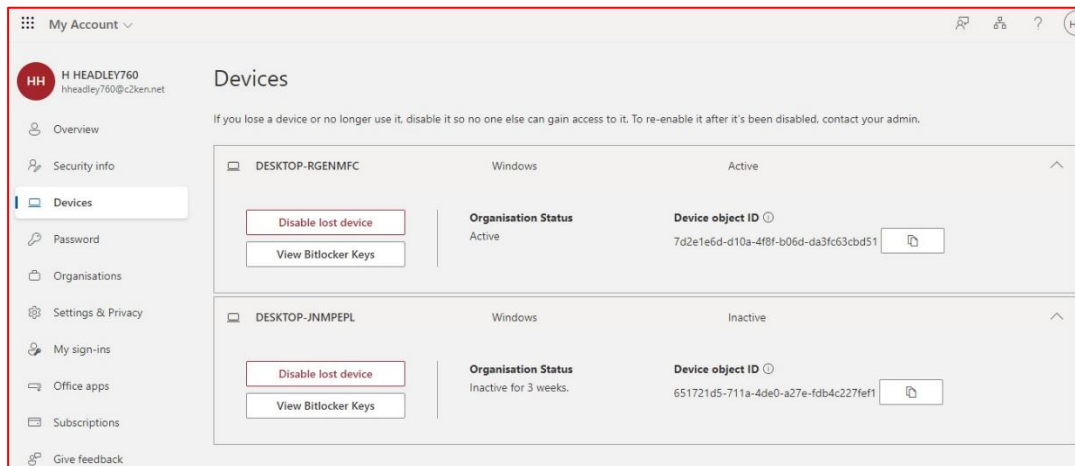 My Account
?
H
HH
H HEADLEY760
hheadley760@c2ken.net
Overview
Security info
Devices
Password
Organisations
Settings & Privacy
My sign-ins
Office apps
Subscriptions
Give feedback
Devices
If you lose a device or no longer use it, disable it so no one else can gain access to it. To re-enable it after it's been disabled, contact your admin.
DESKTOP-RGENMFC Windows Active
Disable lost device
View Bitlocker Keys
Organisation Status
Active
Device object ID
7d2e1e6d-d10a-4f8f-b06d-da3fc63cbd51
DESKTOP-JNMPEPL Windows Inactive
Disable lost device
View Bitlocker Keys
Organisation Status
Inactive for 3 weeks.
Device object ID
651721d5-711a-4de0-a27e-fdb4c227fef1